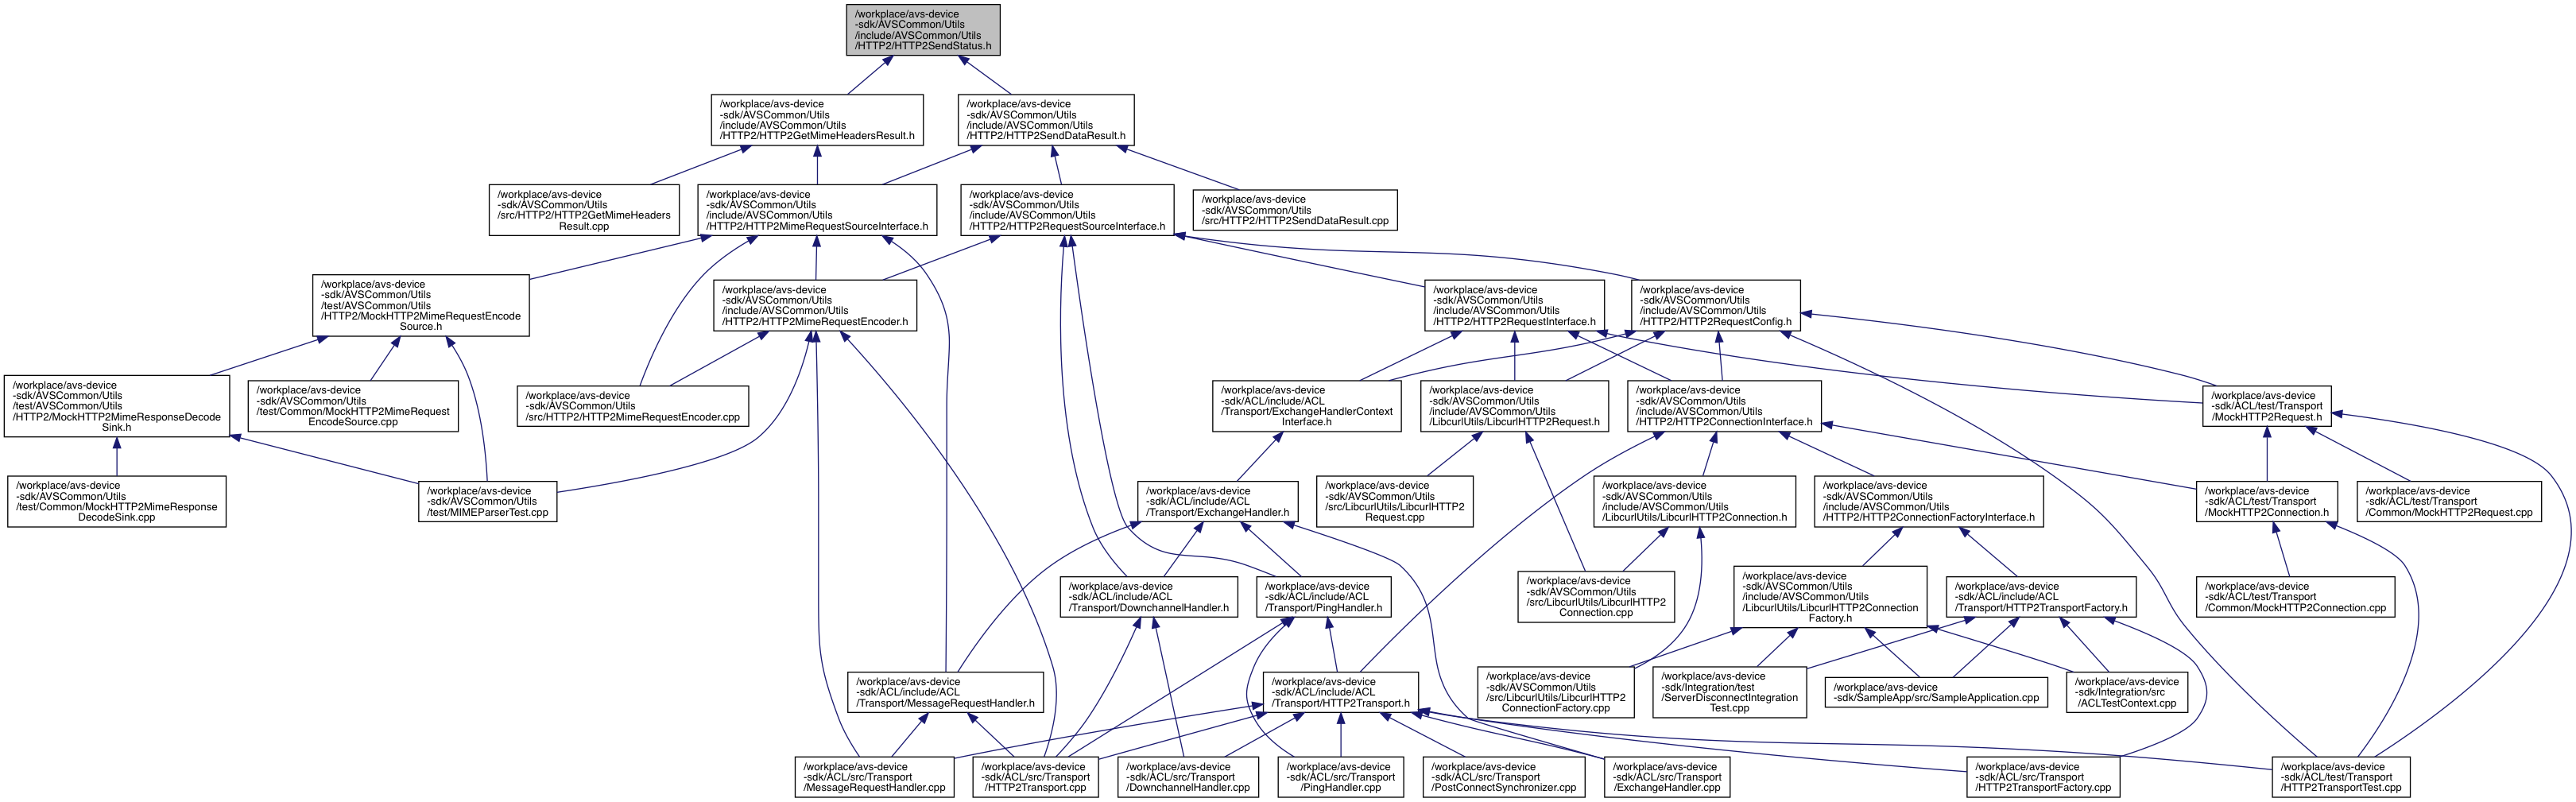 /workplace/avs-device
-sdk/AVSCommon/Utils
/include/AVSCommon/Utils
/HTTP2/HTTP2SendStatus.h
/workplace/avs-device
-sdk/AVSCommon/Utils
/include/AVSCommon/Utils
/HTTP2/HTTP2GetMimeHeadersResult.h
/workplace/avs-device
-sdk/AVSCommon/Utils
/include/AVSCommon/Utils
/HTTP2/HTTP2SendDataResult.h
/workplace/avs-device
-sdk/AVSCommon/Utils
/src/HTTP2/HTTP2GetMimeHeaders
Result.cpp
/workplace/avs-device
-sdk/AVSCommon/Utils
/include/AVSCommon/Utils
/HTTP2/HTTP2MimeRequestSourceInterface.h
/workplace/avs-device
-sdk/AVSCommon/Utils
/include/AVSCommon/Utils
/HTTP2/HTTP2RequestSourceInterface.h
/workplace/avs-device
-sdk/AVSCommon/Utils
/src/HTTP2/HTTP2SendDataResult.cpp
/workplace/avs-device
-sdk/AVSCommon/Utils
/test/AVSCommon/Utils
/HTTP2/MockHTTP2MimeRequestEncode
Source.h
/workplace/avs-device
-sdk/AVSCommon/Utils
/include/AVSCommon/Utils
/HTTP2/HTTP2MimeRequestEncoder.h
/workplace/avs-device
-sdk/AVSCommon/Utils
/include/AVSCommon/Utils
/HTTP2/HTTP2RequestInterface.h
/workplace/avs-device
-sdk/AVSCommon/Utils
/include/AVSCommon/Utils
/HTTP2/HTTP2RequestConfig.h
/workplace/avs-device
-sdk/AVSCommon/Utils
/test/AVSCommon/Utils
/HTTP2/MockHTTP2MimeResponseDecode
Sink.h
/workplace/avs-device
-sdk/AVSCommon/Utils
/test/Common/MockHTTP2MimeRequest
EncodeSource.cpp
/workplace/avs-device
-sdk/AVSCommon/Utils
/src/HTTP2/HTTP2MimeRequestEncoder.cpp
/workplace/avs-device
-sdk/ACL/include/ACL
/Transport/ExchangeHandlerContext
Interface.h
/workplace/avs-device
-sdk/AVSCommon/Utils
/include/AVSCommon/Utils
/LibcurlUtils/LibcurlHTTP2Request.h
/workplace/avs-device
-sdk/AVSCommon/Utils
/include/AVSCommon/Utils
/HTTP2/HTTP2ConnectionInterface.h
/workplace/avs-device
-sdk/ACL/test/Transport
/MockHTTP2Request.h
/workplace/avs-device
-sdk/AVSCommon/Utils
/test/Common/MockHTTP2MimeResponse
DecodeSink.cpp
/workplace/avs-device
-sdk/AVSCommon/Utils
/test/MIMEParserTest.cpp
/workplace/avs-device
-sdk/ACL/include/ACL
/Transport/ExchangeHandler.h
/workplace/avs-device
-sdk/AVSCommon/Utils
/src/LibcurlUtils/LibcurlHTTP2
Request.cpp
/workplace/avs-device
-sdk/AVSCommon/Utils
/include/AVSCommon/Utils
/LibcurlUtils/LibcurlHTTP2Connection.h
/workplace/avs-device
-sdk/AVSCommon/Utils
/include/AVSCommon/Utils
/HTTP2/HTTP2ConnectionFactoryInterface.h
/workplace/avs-device
-sdk/ACL/test/Transport
/MockHTTP2Connection.h
/workplace/avs-device
-sdk/ACL/test/Transport
/Common/MockHTTP2Request.cpp
/workplace/avs-device
-sdk/ACL/include/ACL
/Transport/DownchannelHandler.h
/workplace/avs-device
-sdk/ACL/include/ACL
/Transport/PingHandler.h
/workplace/avs-device
-sdk/AVSCommon/Utils
/src/LibcurlUtils/LibcurlHTTP2
Connection.cpp
/workplace/avs-device
-sdk/AVSCommon/Utils
/include/AVSCommon/Utils
/LibcurlUtils/LibcurlHTTP2Connection
Factory.h
/workplace/avs-device
-sdk/ACL/include/ACL
/Transport/HTTP2TransportFactory.h
/workplace/avs-device
-sdk/ACL/test/Transport
/Common/MockHTTP2Connection.cpp
/workplace/avs-device
-sdk/ACL/include/ACL
/Transport/MessageRequestHandler.h
/workplace/avs-device
-sdk/ACL/include/ACL
/Transport/HTTP2Transport.h
/workplace/avs-device
-sdk/AVSCommon/Utils
/src/LibcurlUtils/LibcurlHTTP2
ConnectionFactory.cpp
/workplace/avs-device
-sdk/Integration/test
/ServerDisconnectIntegration
Test.cpp
/workplace/avs-device
-sdk/SampleApp/src/SampleApplication.cpp
/workplace/avs-device
-sdk/Integration/src
/ACLTestContext.cpp
/workplace/avs-device
-sdk/ACL/src/Transport
/MessageRequestHandler.cpp
/workplace/avs-device
-sdk/ACL/src/Transport
/HTTP2Transport.cpp
/workplace/avs-device
-sdk/ACL/src/Transport
/DownchannelHandler.cpp
/workplace/avs-device
-sdk/ACL/src/Transport
/PingHandler.cpp
/workplace/avs-device
-sdk/ACL/src/Transport
/PostConnectSynchronizer.cpp
/workplace/avs-device
-sdk/ACL/src/Transport
/ExchangeHandler.cpp
/workplace/avs-device
-sdk/ACL/src/Transport
/HTTP2TransportFactory.cpp
/workplace/avs-device
-sdk/ACL/test/Transport
/HTTP2TransportTest.cpp